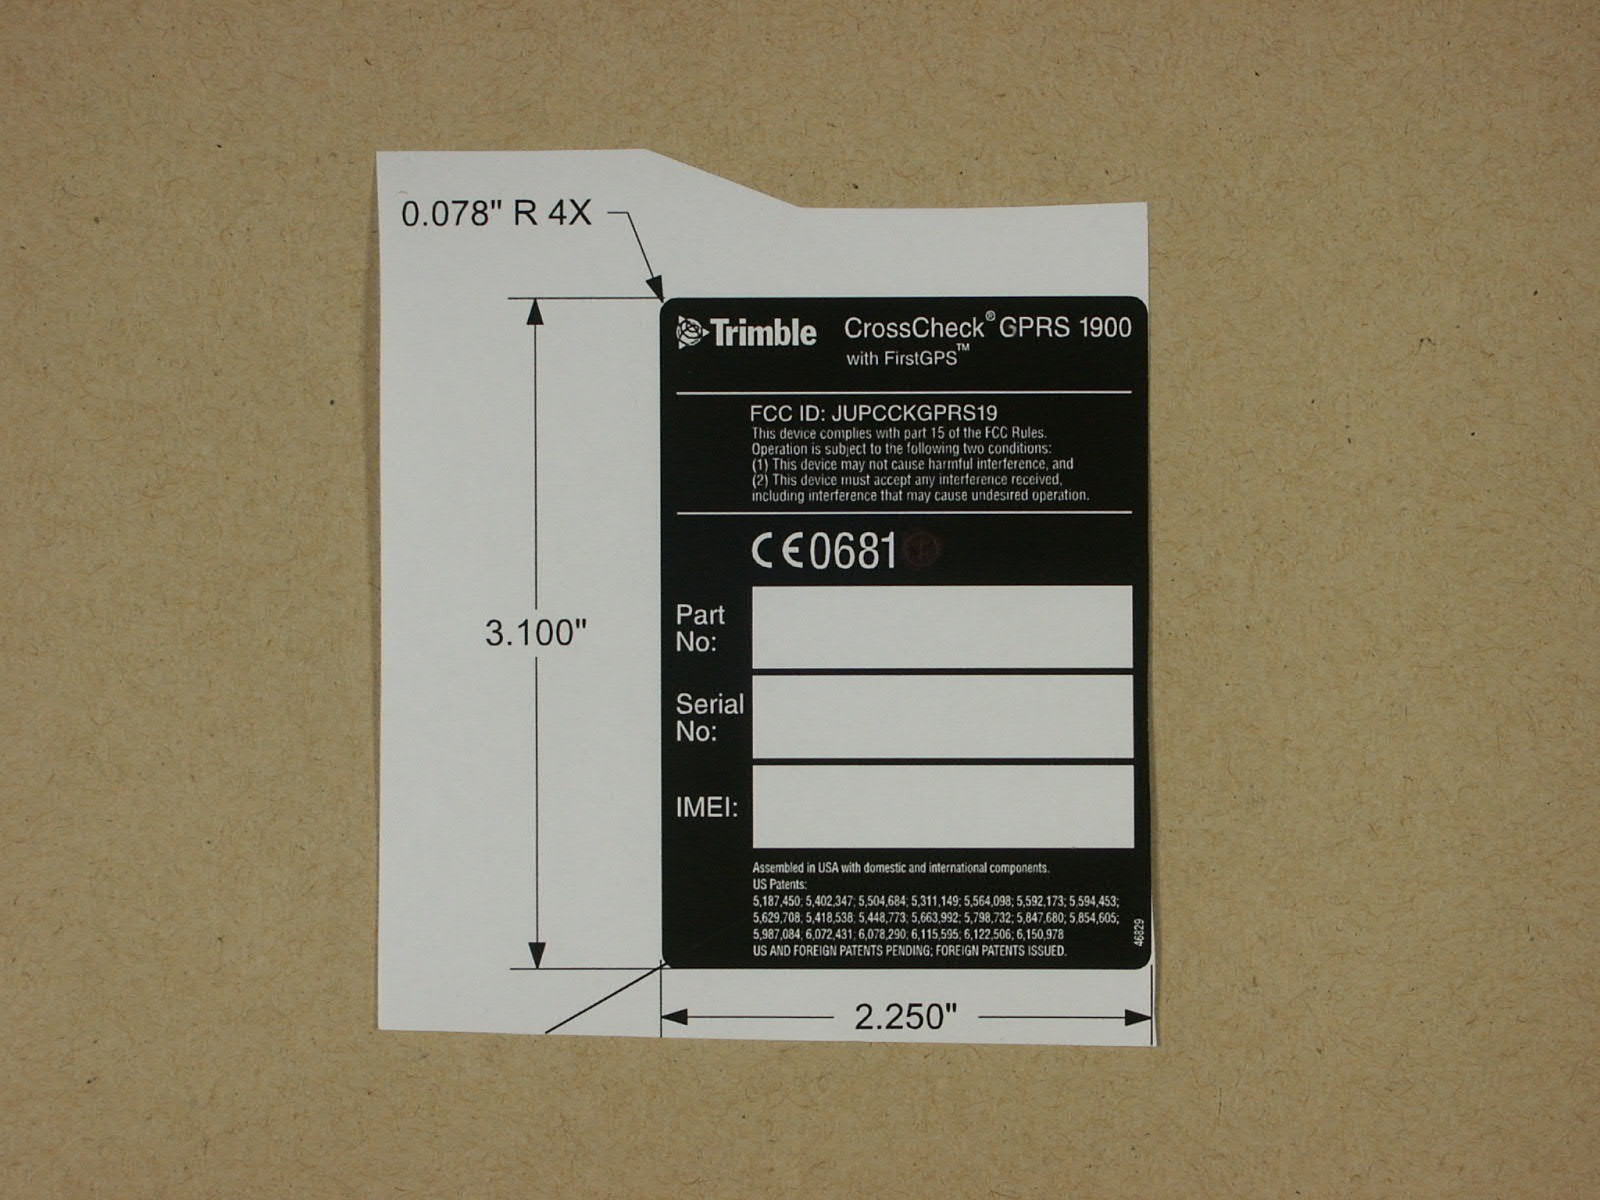 0.078" R 4X
Trimble CrossCheck® GPRS 1900
with FirstGPS™
FCC ID: JUPCCKGPRS19
This device complies with part 15 of the FCC Rules.
Operation is subject to the following two conditions:
(1) This device may not cause harmful interference, and
(2) This device must accept any interference received,
including interference that may cause undesired operation.
CE0681
Part
No:
3.100"
Serial
No:
IMEI:
Assembled in USA with domestic and international components.
US Patents:
5,187,450; 5,402,347; 5,504,684; 5,311,149; 5,564,098; 5,592,173; 5,594,453;
5,629,708; 5,418,538; 5,448,773; 5,663,992; 5,798,732; 5,847,680; 5,854,605;
5,987,084; 6,072,431; 6,078,290; 6,115,595; 6,122,506; 6,150,978
US AND FOREIGN PATENTS PENDING; FOREIGN PATENTS ISSUED.
46829
2.250"